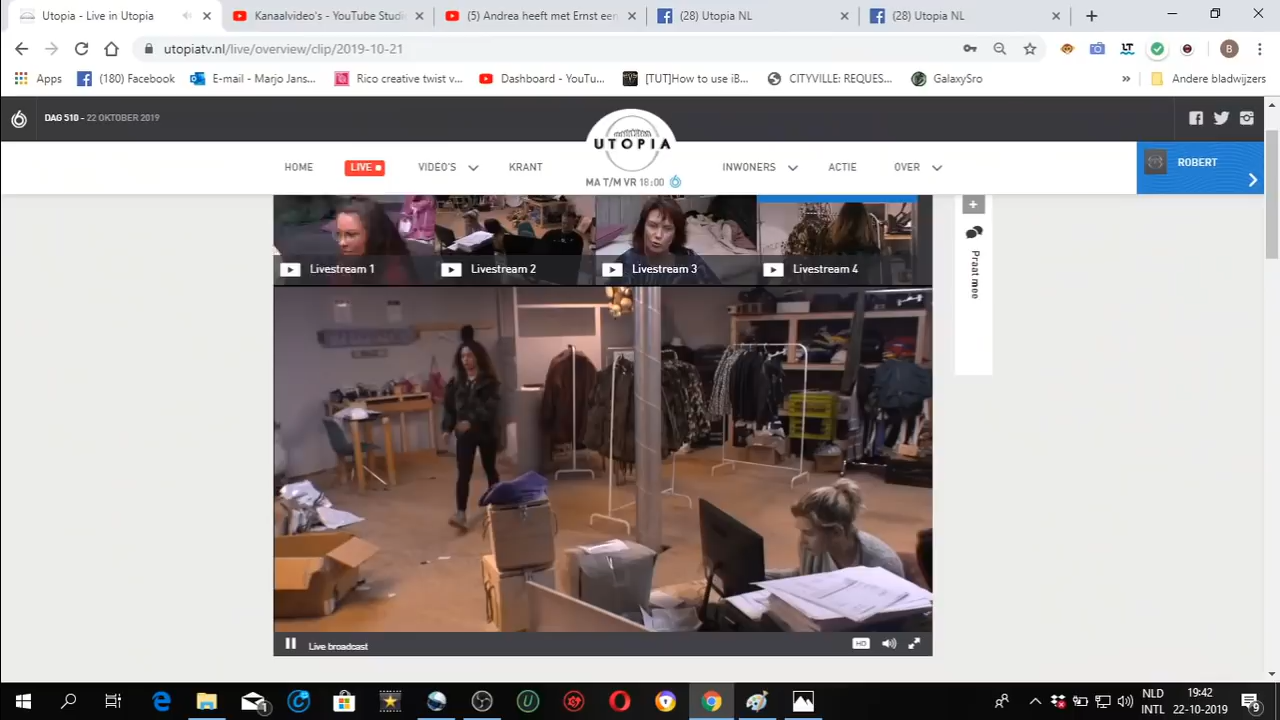 Utopia - Live in Utopia
Kanaalvideo's - YouTube Studi
(5) Andrea heeft met Ernst een
(28) Utopia NL
(28) Utopia NL
utopiatv.nl/live/overview/clip/2019-10-21
B
Apps
(180) Facebook
E-mail - Marjo Jans...
Rico creative twist v...
Dashboard - YouTu...
[TUT]How to use iB...
CITYVILLE: REQUES...
GalaxySro
»
Andere bladwijzers
DAG 510 - 22 OKTOBER 2019
HOME
LIVE
VIDEO'S
KRANT
UTOPIA
MA T/M VR 18:00
INWONERS
ACTIE
OVER
ROBERT
Livestream 1
Livestream 2
Livestream 3
Livestream 4
Praat mee
Live broadcast
HD
NLD
INTL
19:42
22-10-2019